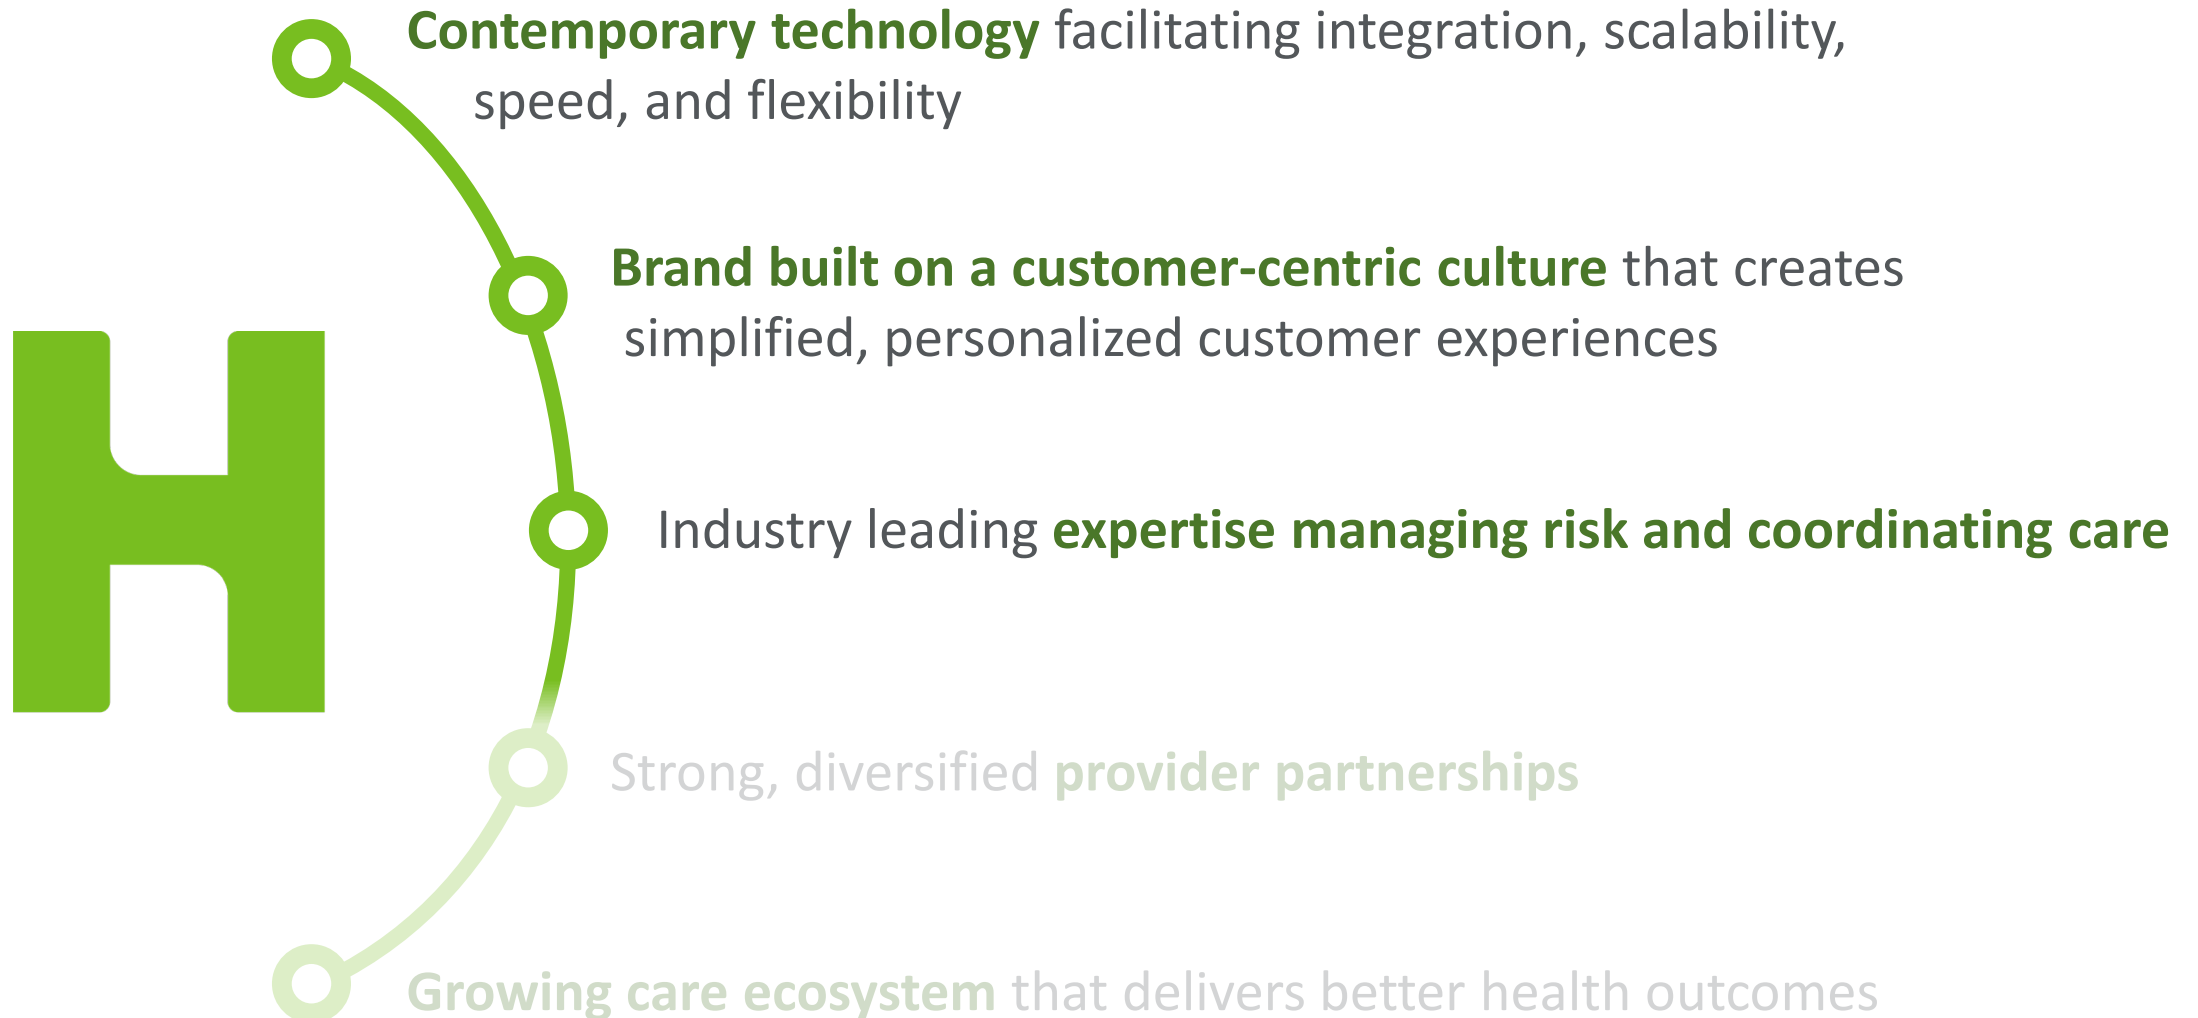 Contemporary technology facilitating integration, scalability,
speed, and flexibility
Brand built on a customer-centric culture that creates
simplified, personalized customer experiences
H
Industry leading expertise managing risk and coordinating care
Strong, diversified provider partnerships
Growing care ecosystem that delivers better health outcomes